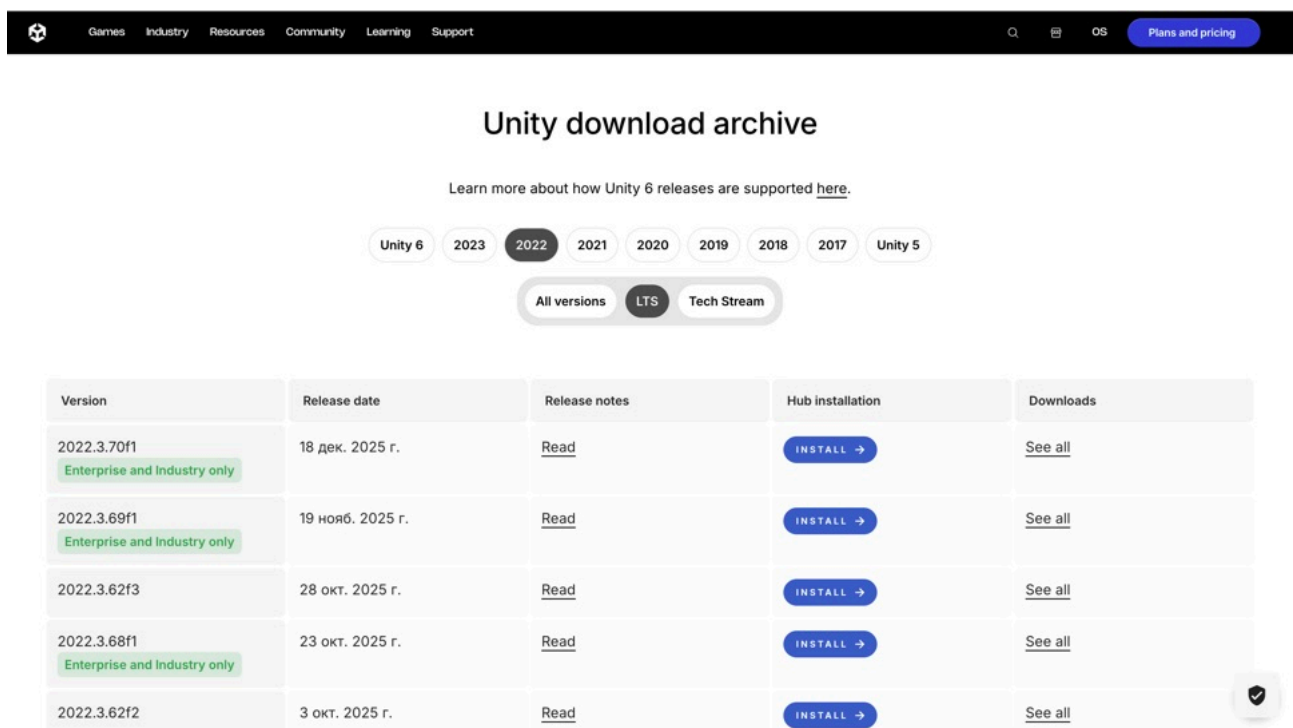 Games Industry Resources Community Learning Support OS Plans and pricing
Unity download archive
Learn more about how Unity 6 releases are supported here.
Unity 6 2023 2022 2021 2020 2019 2018 2017 Unity 5
All versions LTS Tech Stream
Version Release date Release notes Hub installation Downloads
2022.3.70f1 18 дек. 2025 г. Read INSTALL → See all
Enterprise and Industry only
2022.3.69f1 19 нояб. 2025 г. Read INSTALL → See all
Enterprise and Industry only
2022.3.62f3 28 окт. 2025 г. Read INSTALL → See all
2022.3.68f1 23 окт. 2025 г. Read INSTALL → See all
Enterprise and Industry only
2022.3.62f2 3 окт. 2025 г. Read INSTALL → See all